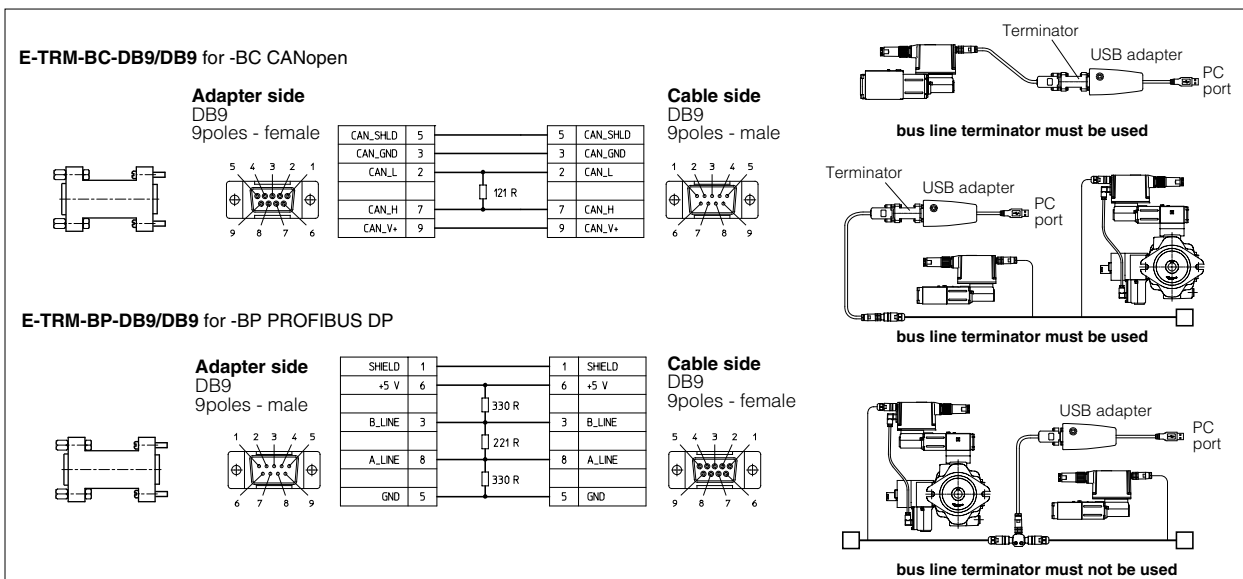 E-TRM-BC-DB9/DB9 for -BC CANopen
Adapter side
DB9
9poles - female
5 4 3 2 1
9 8 7 6
CAN_SHLD 5 5 CAN_SHLD
CAN_GND 3 3 CAN_GND
CAN_L 2 2 CAN_L
121 R
CAN_H 7 7 CAN_H
CAN_V+ 9 9 CAN_V+
Cable side
DB9
9poles - male
1 2 3 4 5
6 7 8 9
E-TRM-BP-DB9/DB9 for -BP PROFIBUS DP
Adapter side
DB9
9poles - male
1 2 3 4 5
6 7 8 9
SHIELD 1 1 SHIELD
+5 V 6 6 +5 V
330 R
B_LINE 3 3 B_LINE
221 R
A_LINE 8 8 A_LINE
330 R
GND 5 5 GND
Cable side
DB9
9poles - female
5 4 3 2 1
9 8 7 6
Terminator
USB adapter
PC
port
bus line terminator must be used
Terminator
USB adapter
PC
port
bus line terminator must be used
USB adapter
PC
port
bus line terminator must not be used